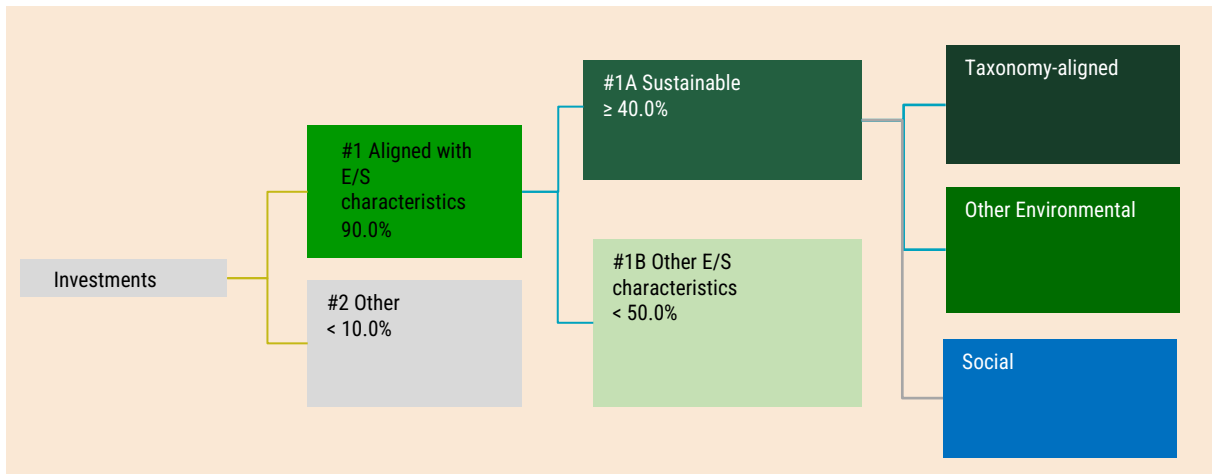 Investments
#1 Aligned with
E/S
characteristics
90.0%
#2 Other
< 10.0%
#1A Sustainable
≥ 40.0%
#1B Other E/S
characteristics
< 50.0%
Taxonomy-aligned
Other Environmental
Social